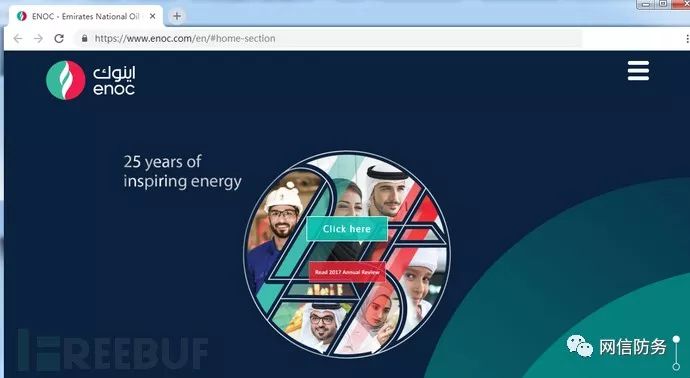 ENOC - Emirates National Oil
https://www.enoc.com/en/#home-section
اينوك
enoc
25 years of
inspiring energy
Click here
Read 2017 Annual Review
FREEBUF
网信防务